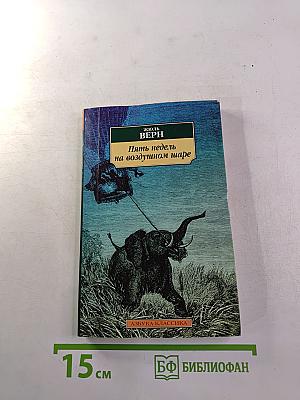 ЖЮЛЬ
ВЕРН
Пять недель
на воздушном шаре
АЗБУКА-КЛАССИКА
15 см
БФ БИБЛИОФАН